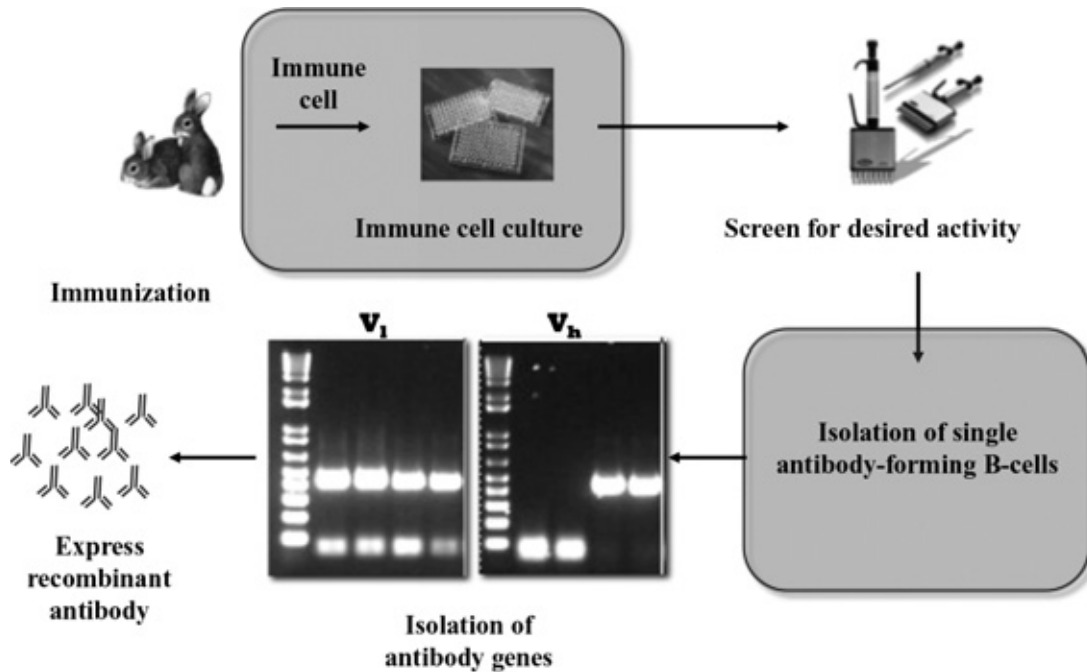 Immune
cell
Immune cell culture
Screen for desired activity
Immunization
V₁
Vₕ
Isolation of single
antibody-forming B-cells
Express
recombinant
antibody
Isolation of
antibody genes